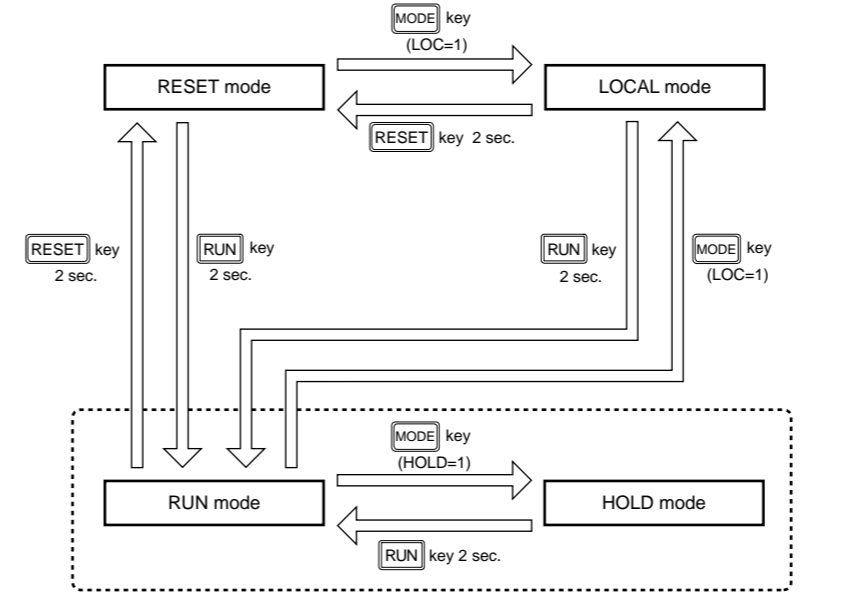 MODE key
(LOC=1)
RESET mode
LOCAL mode
RESET key 2 sec.
RESET key
2 sec.
RUN key
2 sec.
RUN key
2 sec.
MODE key
(LOC=1)
MODE key
(HOLD=1)
RUN mode
HOLD mode
RUN key 2 sec.